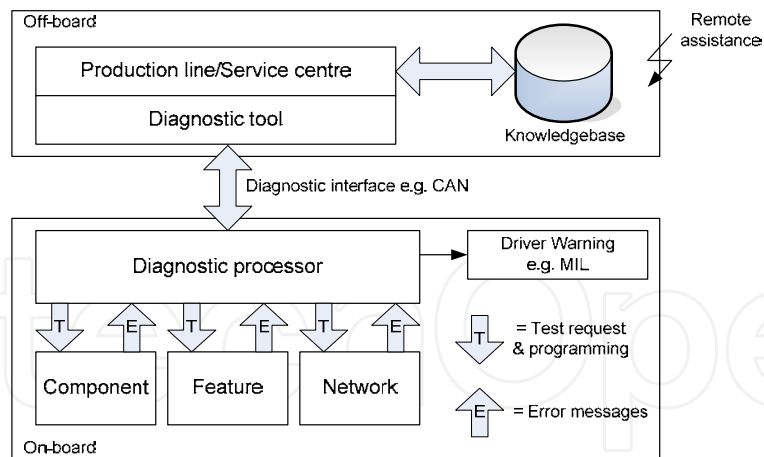 Off-board
Remote
assistance
Production line/Service centre
Diagnostic tool
Knowledgebase
Diagnostic interface e.g. CAN
Diagnostic processor
Driver Warning
e.g. MIL
T
E
T
E
T
E
Component
Feature
Network
T
= Test request
& programming
E
= Error messages
On-board